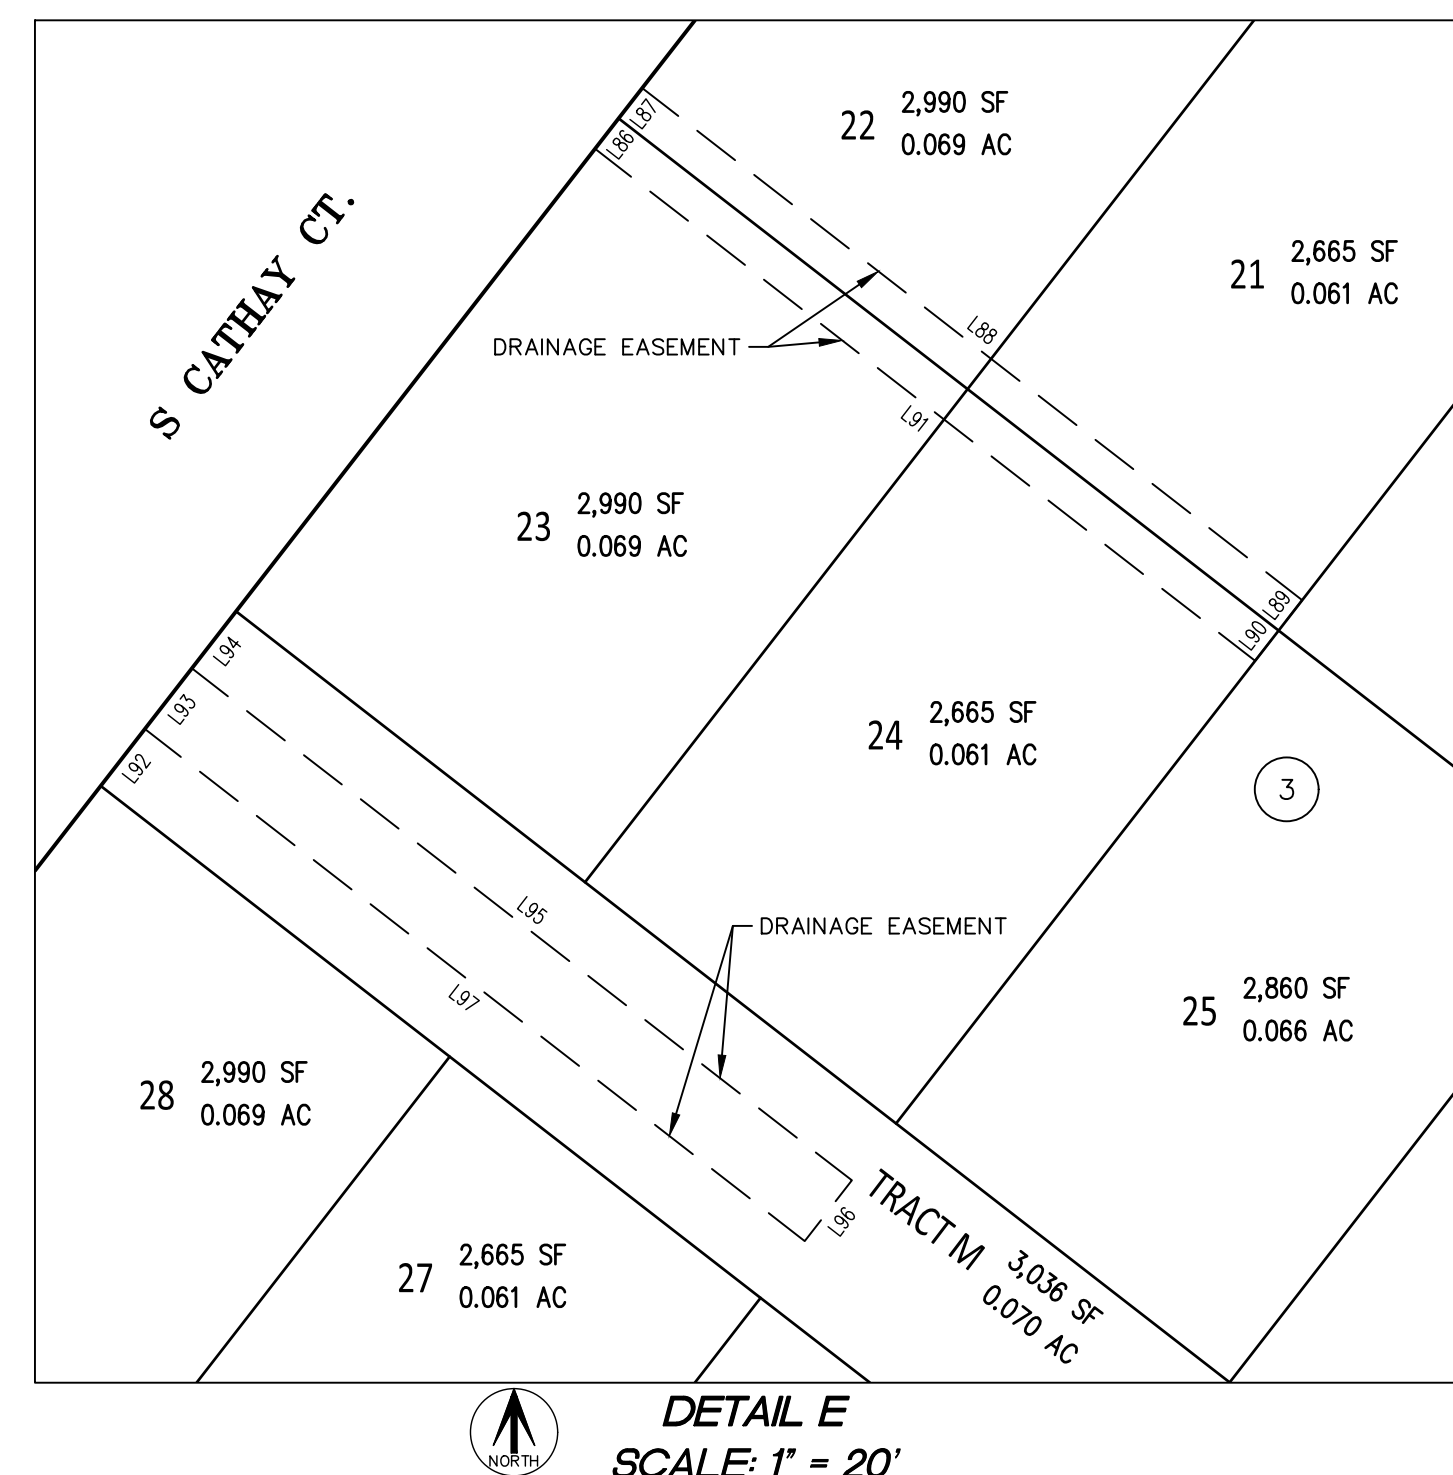 22 2,990 SF
0.069 AC
L87
L86
S CATHAY CT.
21 2,665 SF
0.061 AC
DRAINAGE EASEMENT
L88
L91
23 2,990 SF
0.069 AC
L89
L90
L94
L93
L92
24 2,665 SF
0.061 AC
3
L95
DRAINAGE EASEMENT
L97
25 2,860 SF
0.066 AC
28 2,990 SF
0.069 AC
L96
TRACT M 3,036 SF
0.070 AC
27 2,665 SF
0.061 AC
NORTH
DETAIL E
SCALE: 1" = 20'